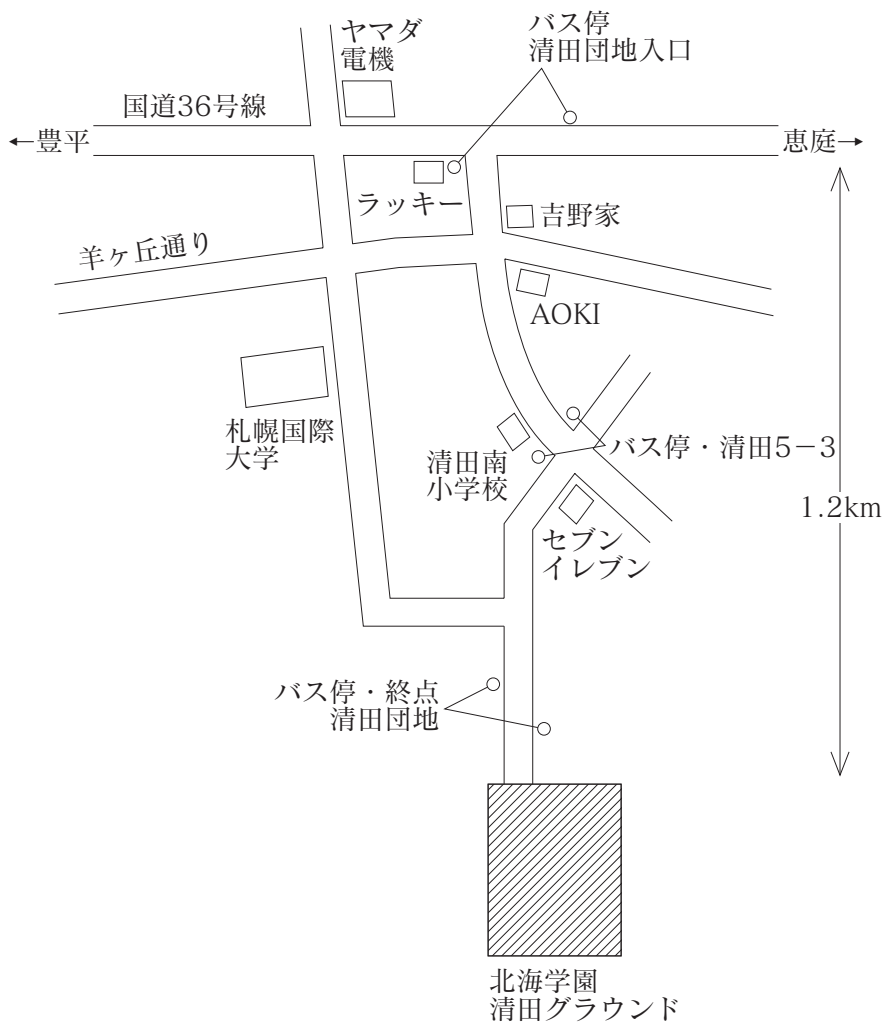 ヤマダ
電機
バス停
清田団地入口
国道36号線
←豊平
恵庭→
ラッキー
吉野家
羊ヶ丘通り
AOKI
札幌国際
大学
清田南
小学校
バス停・清田5−3
1.2km
セブン
イレブン
バス停・終点
清田団地
北海学園
清田グラウンド